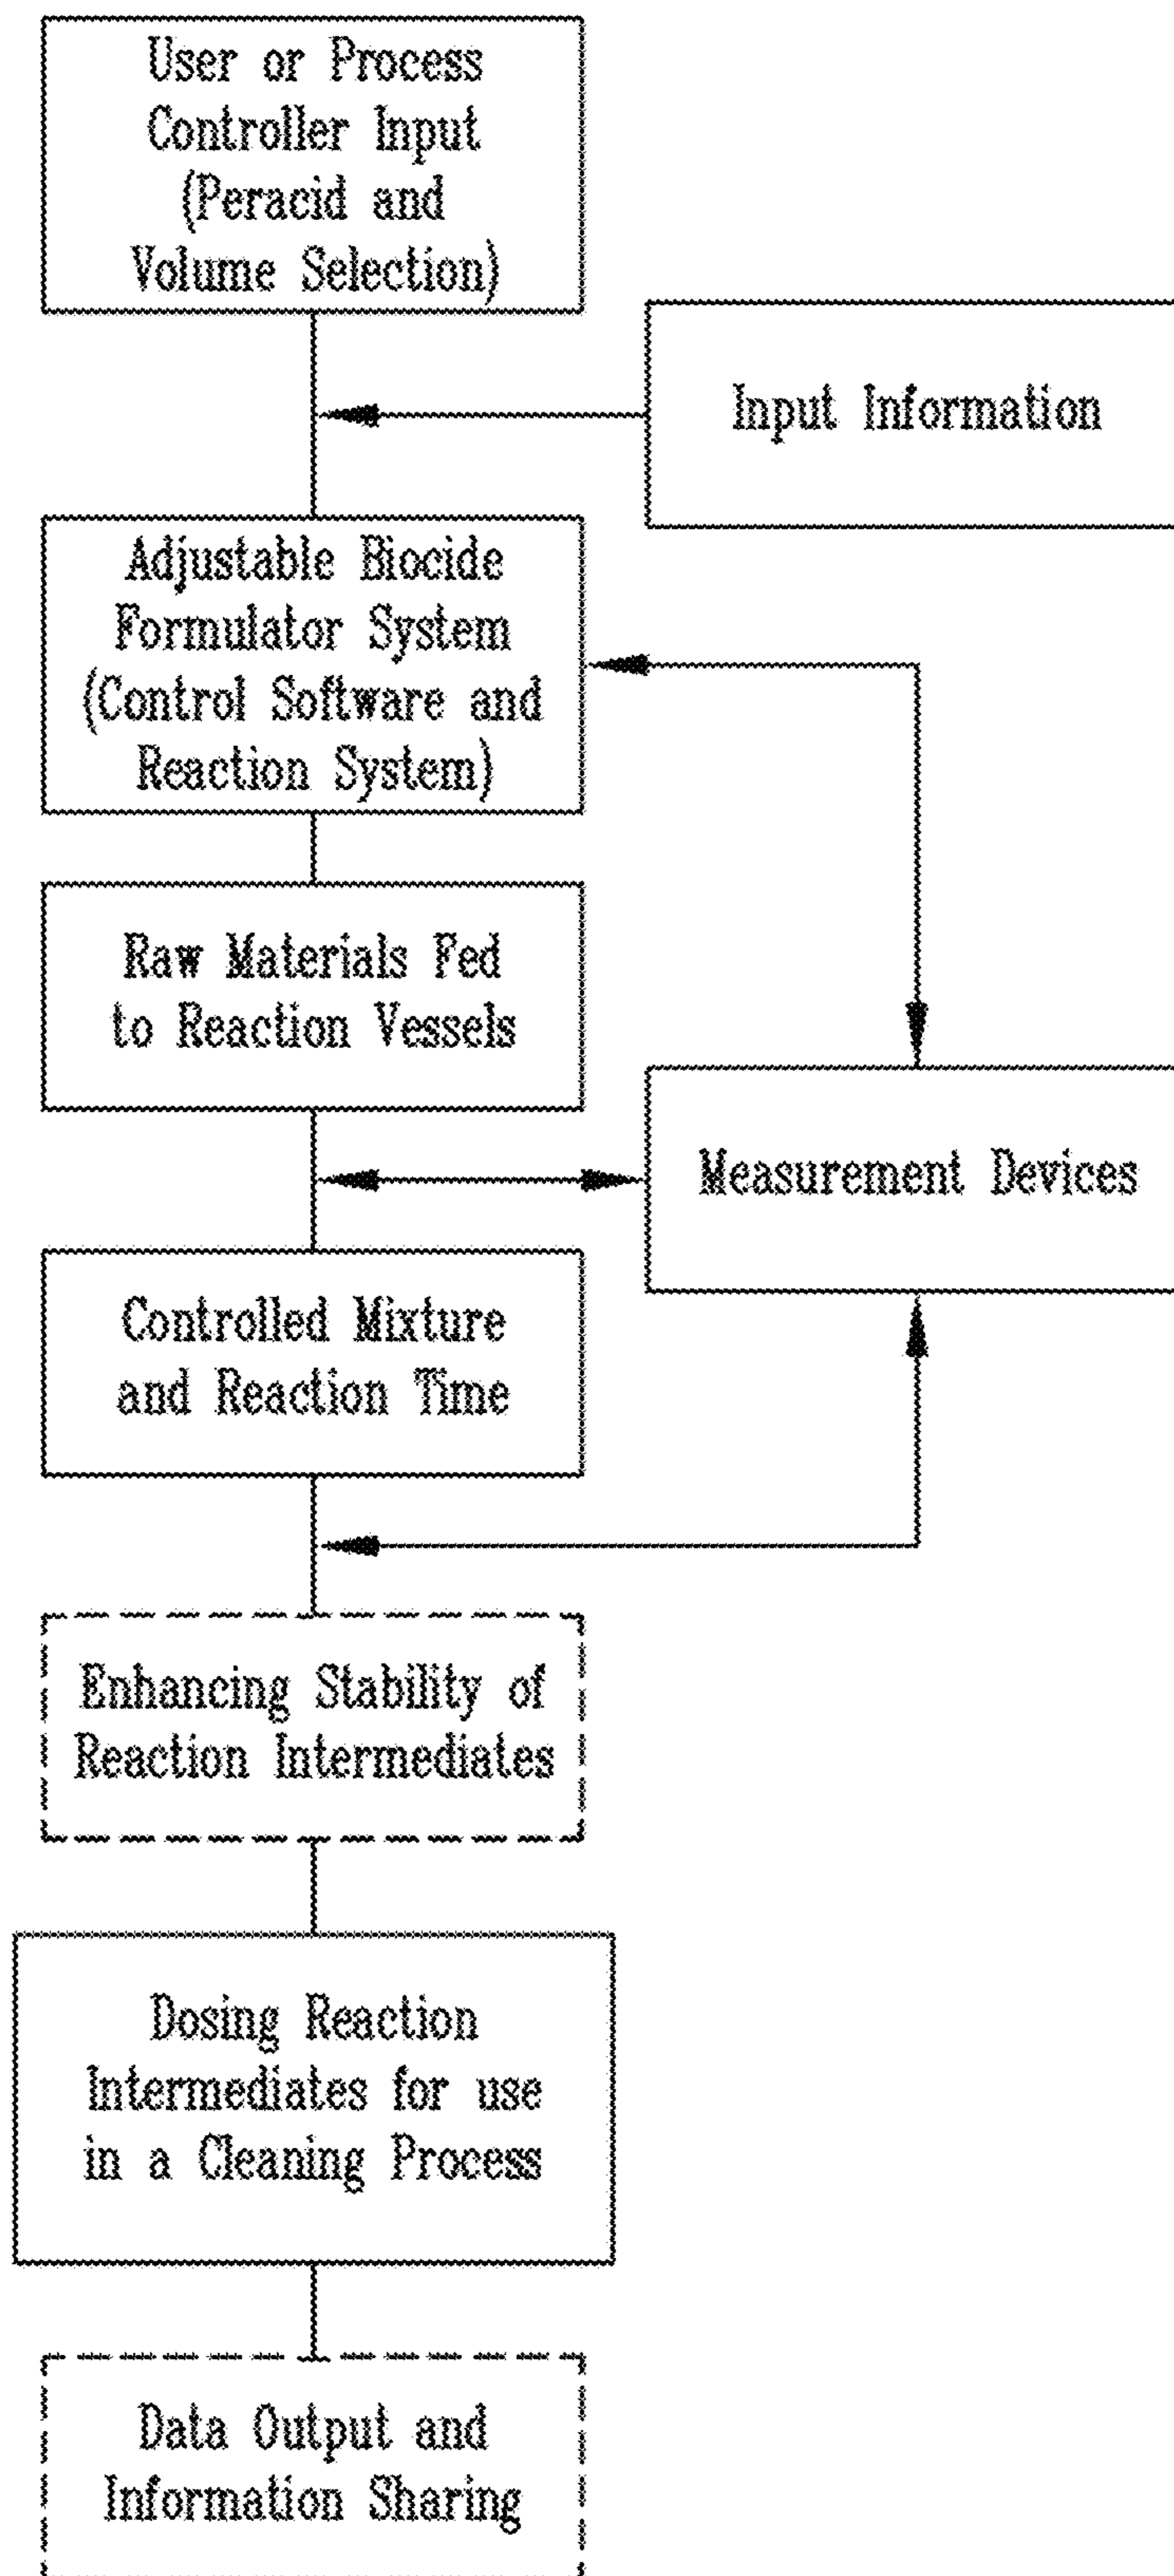 User or Process
Controller Input
(Peracid and
Volume Selection)
Input Information
Adjustable Biocide
Formulator System
(Control Software and
Reaction System)
Raw Materials Fed
to Reaction Vessels
Measurement Devices
Controlled Mixture
and Reaction Time
Enhancing Stability of
Reaction Intermediates
Dosing Reaction
Intermediates for use
in a Cleaning Process
Data Output and
Information Sharing